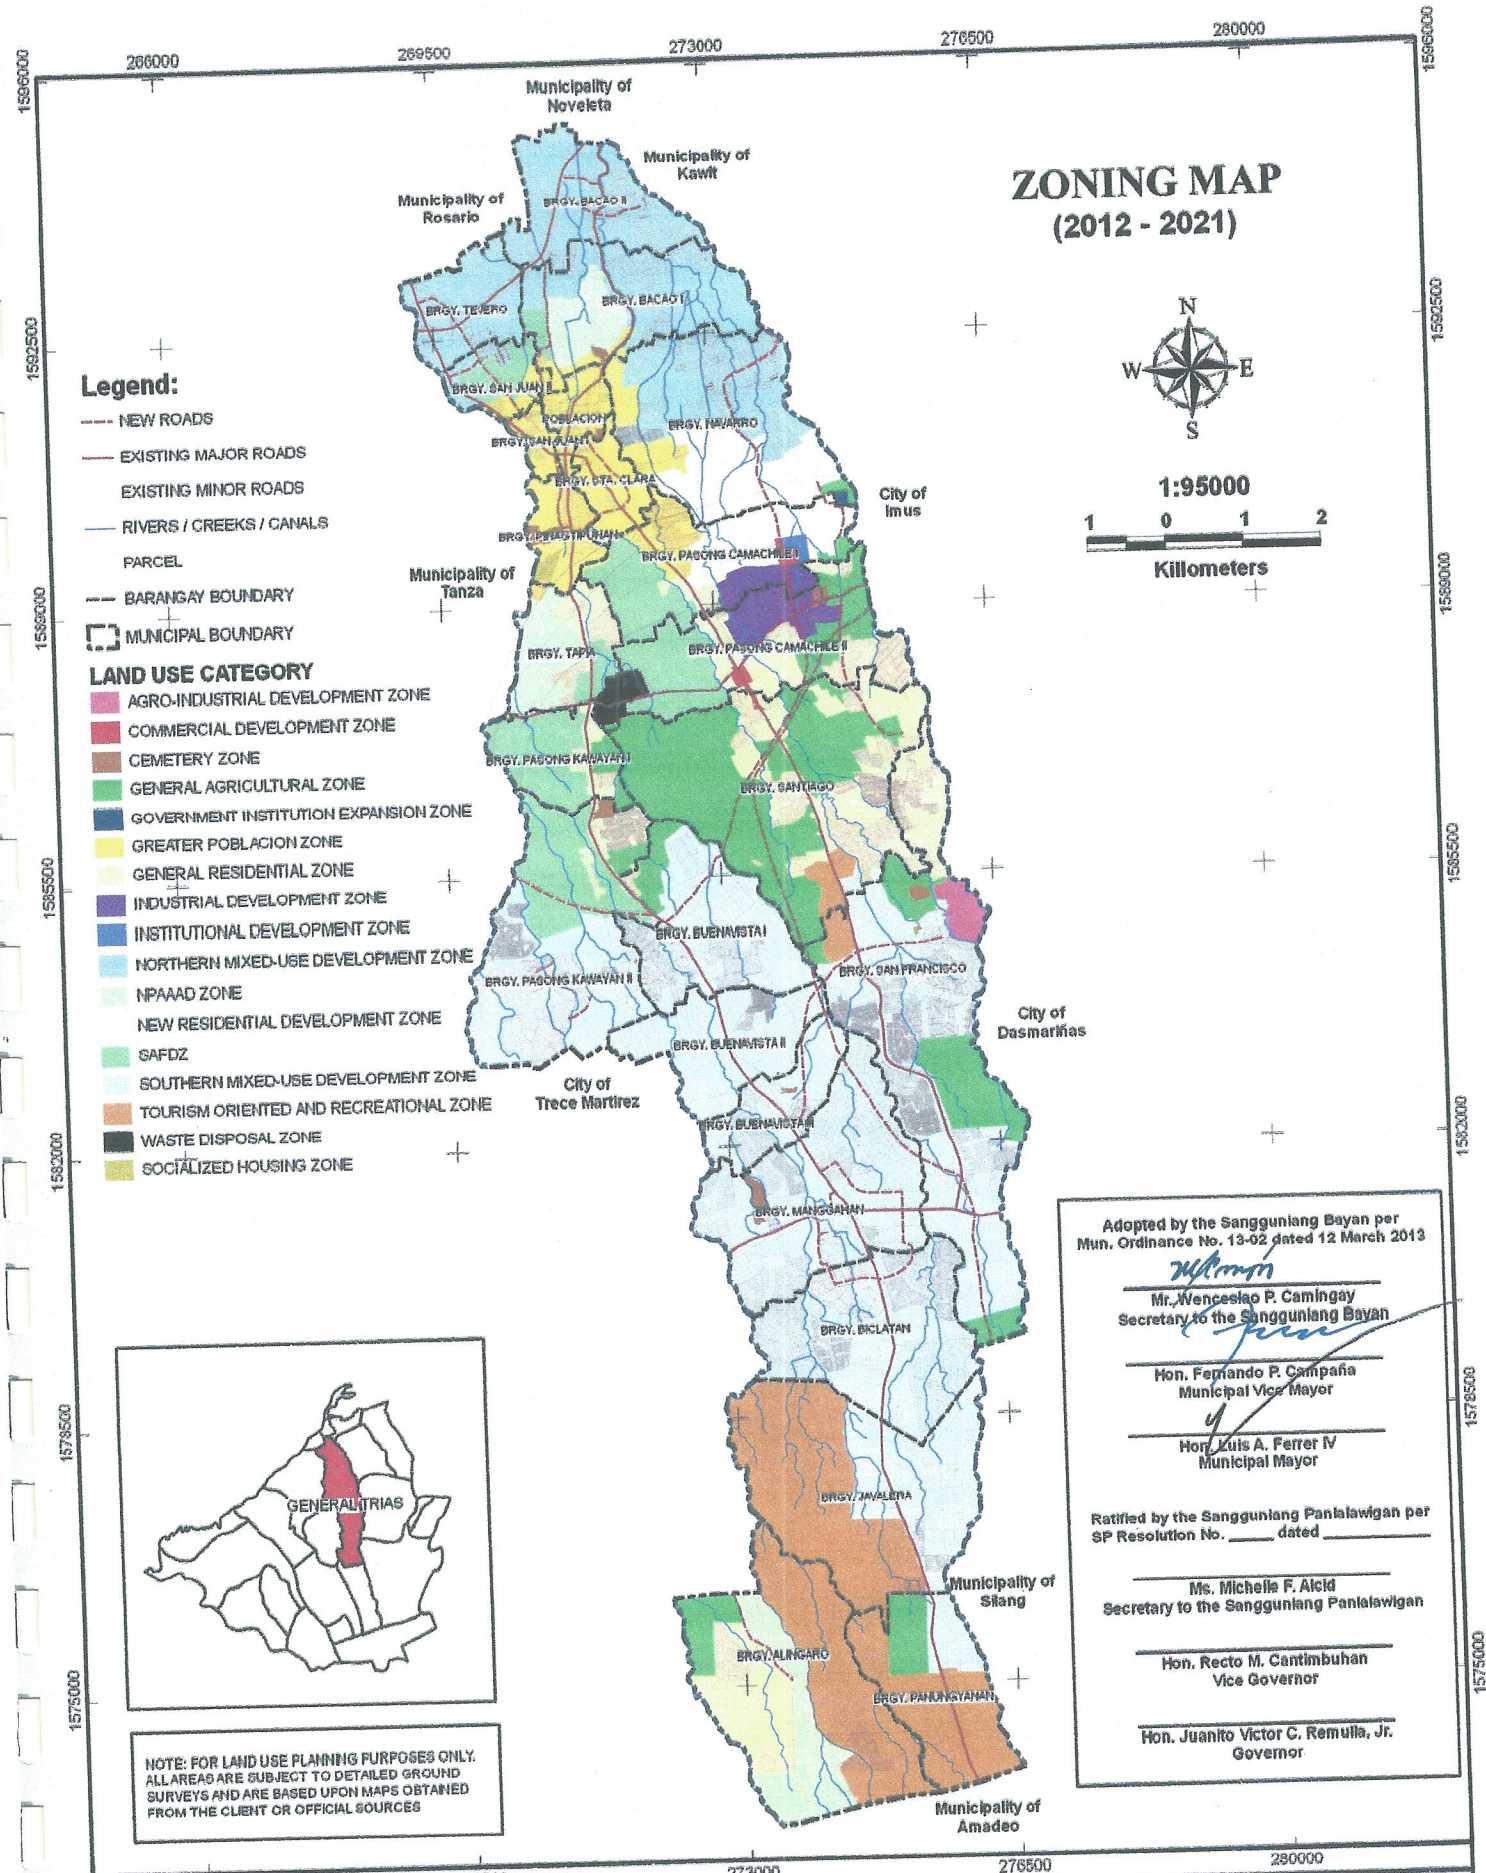 266000
269500
273000
276500
280000
1596000
1596000
Municipality of
Noveleta
Municipality of
Kawit
Municipality of
Rosario
ZONING MAP
(2012 - 2021)
BRGY. BACAO II
BRGY. TEJERO
BRGY. BACAO I
N
W
E
S
1592500
1592500
Legend:
NEW ROADS
EXISTING MAJOR ROADS
EXISTING MINOR ROADS
RIVERS / CREEKS / CANALS
PARCEL
BARANGAY BOUNDARY
MUNICIPAL BOUNDARY
BRGY. SAN JUAN II
POBLACION
BRGY. NAVARRO
BRGY. SAN JUAN I
BRGY. STA. CLARA
City of
Imus
1:95000
1 0 1 2
Killometers
BRGY. PINAGTIPUNAN
BRGY. PASONG CAMACHILE I
Municipality of
Tanza
1589000
1589000
BRGY. TAPIA
BRGY. PASONG CAMACHILE II
LAND USE CATEGORY
AGRO-INDUSTRIAL DEVELOPMENT ZONE
COMMERCIAL DEVELOPMENT ZONE
CEMETERY ZONE
GENERAL AGRICULTURAL ZONE
GOVERNMENT INSTITUTION EXPANSION ZONE
GREATER POBLACION ZONE
GENERAL RESIDENTIAL ZONE
INDUSTRIAL DEVELOPMENT ZONE
INSTITUTIONAL DEVELOPMENT ZONE
NORTHERN MIXED-USE DEVELOPMENT ZONE
NPAAAD ZONE
NEW RESIDENTIAL DEVELOPMENT ZONE
SAFDZ
SOUTHERN MIXED-USE DEVELOPMENT ZONE
TOURISM ORIENTED AND RECREATIONAL ZONE
WASTE DISPOSAL ZONE
SOCIALIZED HOUSING ZONE
BRGY. PASONG KAWAYAN I
BRGY. SANTIAGO
1585500
1585500
BRGY. BUENAVISTA I
BRGY. PASONG KAWAYAN II
BRGY. SAN FRANCISCO
City of
Dasmariñas
BRGY. BUENAVISTA II
City of
Trece Martirez
BRGY. BUENAVISTA III
1582000
1582000
BRGY. MANGGAHAN
BRGY. BICLATAN
1578500
1578500
BRGY. JAVALERA
GENERAL TRIAS
Municipality of
Silang
BRGY. ALINGARO
BRGY. PANUNGYANAN
1575000
1575000
Municipality of
Amadeo
Adopted by the Sangguniang Bayan per
Mun. Ordinance No. 13-02 dated 12 March 2013
Mr. Wenceslao P. Camingay
Secretary to the Sangguniang Bayan
Hon. Fernando P. Campaña
Municipal Vice Mayor
Hon. Luis A. Ferrer IV
Municipal Mayor
Ratified by the Sangguniang Panlalawigan per
SP Resolution No. _____ dated __________
Ms. Michelle F. Alcid
Secretary to the Sangguniang Panlalawigan
Hon. Recto M. Cantimbuhan
Vice Governor
Hon. Juanito Victor C. Remulla, Jr.
Governor
NOTE: FOR LAND USE PLANNING PURPOSES ONLY.
ALL AREAS ARE SUBJECT TO DETAILED GROUND
SURVEYS AND ARE BASED UPON MAPS OBTAINED
FROM THE CLIENT OR OFFICIAL SOURCES
273000
276500
280000